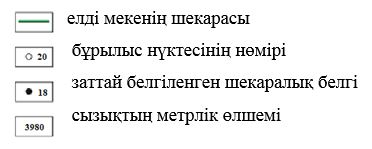 елді мекенің шекарасы
20 бұрылыс нүктесінің нөмірі
18 заттай белгіленген шекаралық белгі
3980 сызықтың метрлік өлшемі